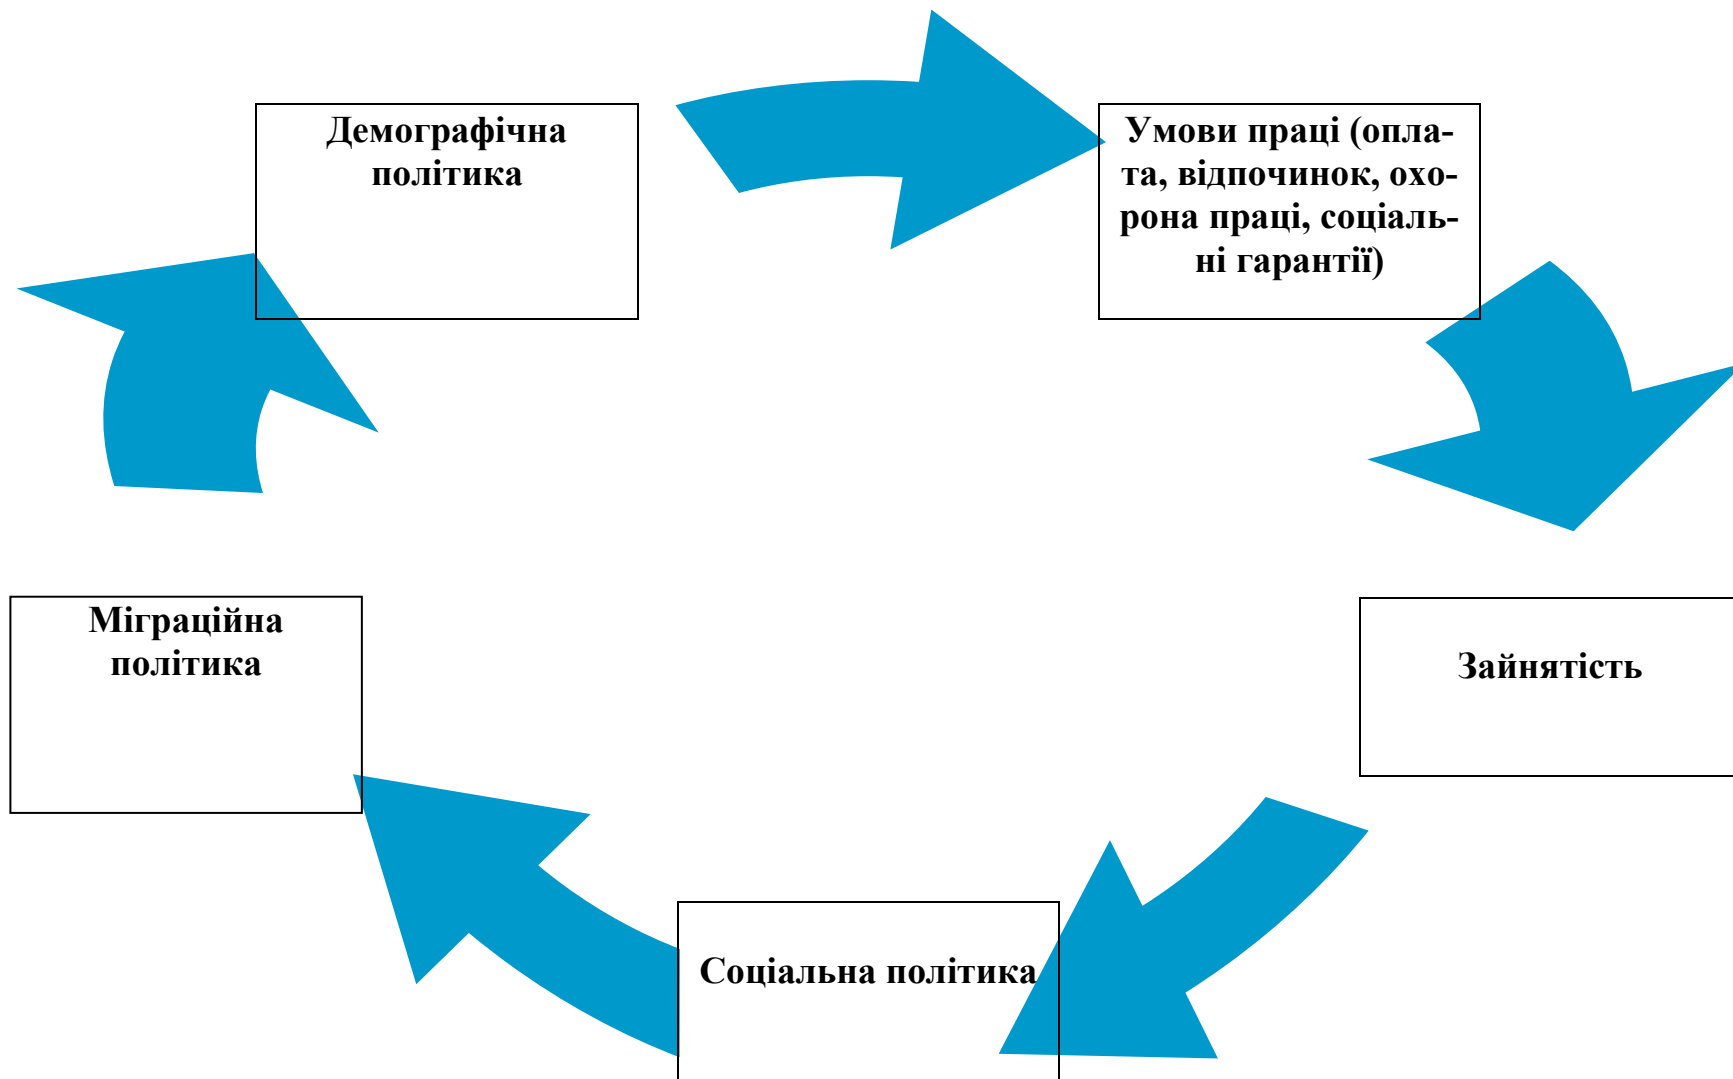 Демографічна
політика
Умови праці (опла-
та, відпочинок, охо-
рона праці, соціаль-
ні гарантії)
Міграційна
політика
Зайнятість
Соціальна політика